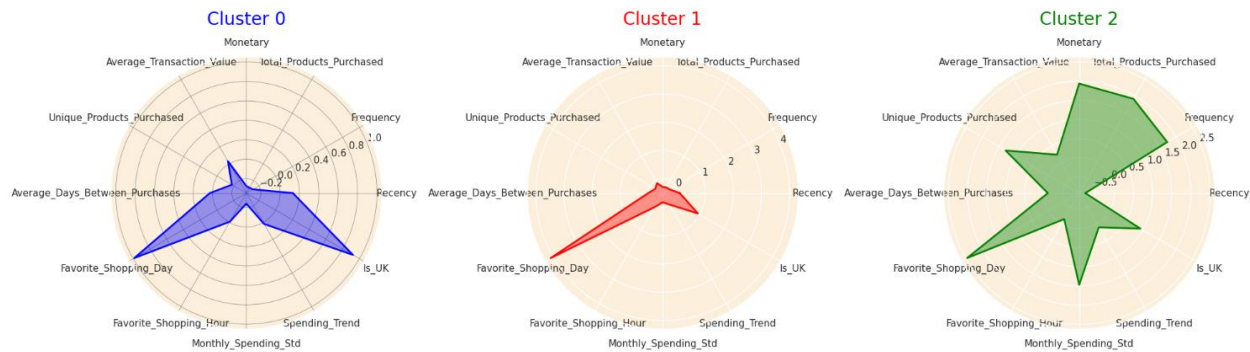 Cluster 0
Monetary
Average_Transaction_Value
Total_Products_Purchased
Unique_Products_Purchased
Frequency
1.0
0.8
0.6
0.4
0.2
0.0
−0.2
Average_Days_Between_Purchases
Recency
Favorite_Shopping_Day
Is_UK
Favorite_Shopping_Hour
Spending_Trend
Monthly_Spending_Std
Cluster 1
Monetary
Average_Transaction_Value
Total_Products_Purchased
Unique_Products_Purchased
Frequency
4
3
2
1
0
Average_Days_Between_Purchases
Recency
Favorite_Shopping_Day
Is_UK
Favorite_Shopping_Hour
Spending_Trend
Monthly_Spending_Std
Cluster 2
Monetary
Average_Transaction_Value
Total_Products_Purchased
Unique_Products_Purchased
Frequency
2.5
2.0
1.5
1.0
0.5
0.0
−0.5
Average_Days_Between_Purchases
Recency
Favorite_Shopping_Day
Is_UK
Favorite_Shopping_Hour
Spending_Trend
Monthly_Spending_Std